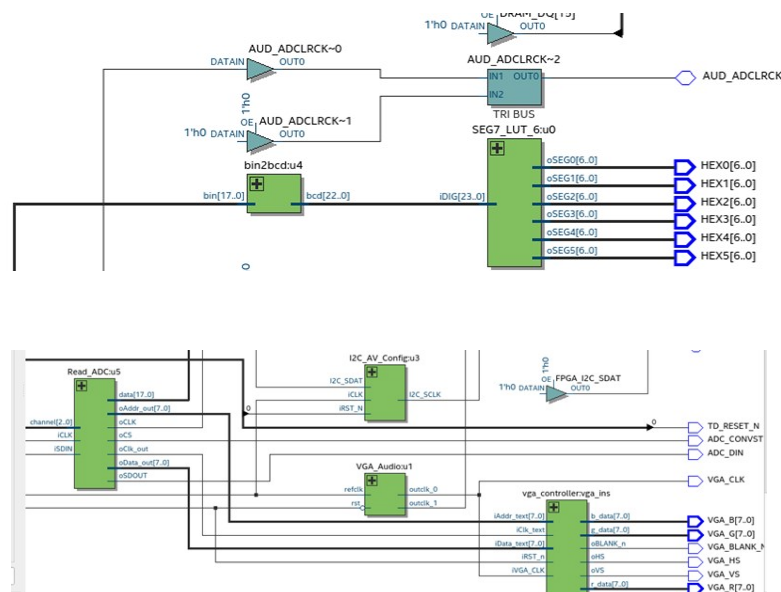 OE DRAM_DQ[15]
1'h0 DATAIN OUT0
AUD_ADCLRCK~0
DATAIN OUT0
AUD_ADCLRCK~2
IN1 OUT0
IN2
AUD_ADCLRCK
TRI BUS
1'h0
OE AUD_ADCLRCK~1
1'h0 DATAIN OUT0
SEG7_LUT_6:u0
bin2bcd:u4
bin[17..0] bcd[22..0]
iDIG[23..0]
oSEG0[6..0] HEX0[6..0]
oSEG1[6..0] HEX1[6..0]
oSEG2[6..0] HEX2[6..0]
oSEG3[6..0] HEX3[6..0]
oSEG4[6..0] HEX4[6..0]
oSEG5[6..0] HEX5[6..0]
0
Read_ADC:u5
channel[2..0]
iCLK
iSDIN
data[17..0]
oAddr_out[7..0]
oCLK
oCS
oClk_out
oData_out[7..0]
oSDOUT
0
I2C_AV_Config:u3
I2C_SDAT
iCLK
iRST_N
I2C_SCLK
1'h0
OE FPGA_I2C_SDAT
1'h0 DATAIN OUT0
0
TD_RESET_N
ADC_CONVST
ADC_DIN
VGA_CLK
VGA_Audio:u1
refclk outclk_0
rst outclk_1
vga_controller:vga_ins
iAddr_text[7..0]
iClk_text
iData_text[7..0]
iRST_n
iVGA_CLK
b_data[7..0]
g_data[7..0]
oBLANK_n
oHS
oVS
r_data[7..0]
VGA_B[7..0]
VGA_G[7..0]
VGA_BLANK_N
VGA_HS
VGA_VS
VGA_R[7..0]